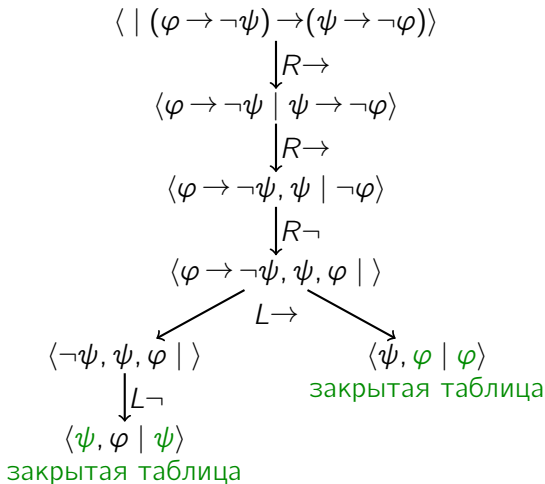 ⟨ | (φ → ¬ψ) → (ψ → ¬φ)⟩
R→
⟨φ → ¬ψ | ψ → ¬φ⟩
R→
⟨φ → ¬ψ, ψ | ¬φ⟩
R¬
⟨φ → ¬ψ, ψ, φ | ⟩
L→
⟨¬ψ, ψ, φ | ⟩ ⟨ψ, φ | φ⟩
закрытая таблица
L¬
⟨ψ, φ | ψ⟩
закрытая таблица